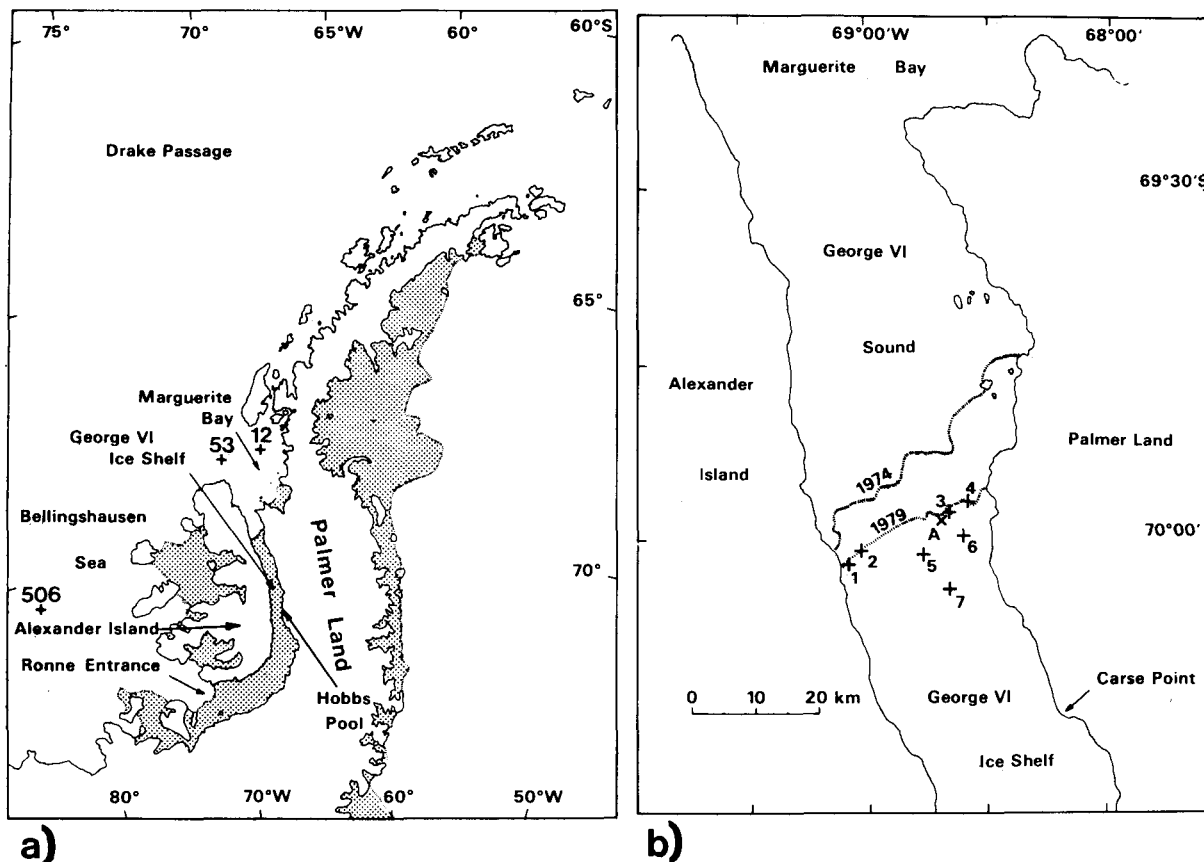 75°
70°
65°W
60°
60°S
Drake Passage
65°
Marguerite
Bay
George VI
Ice Shelf
53
12
Bellingshausen
Sea
506
Palmer Land
70°
Alexander Island
Ronne Entrance
Hobbs
Pool
80°
70°W
60°
50°W
a)
69°00'W
68°00'
Marguerite Bay
69°30'S
George VI
Sound
Alexander
Island
Palmer Land
1974
1979
3
4
A
70°00'
1
2
5
6
7
0 10 20 km
Carse Point
George VI
Ice Shelf
b)